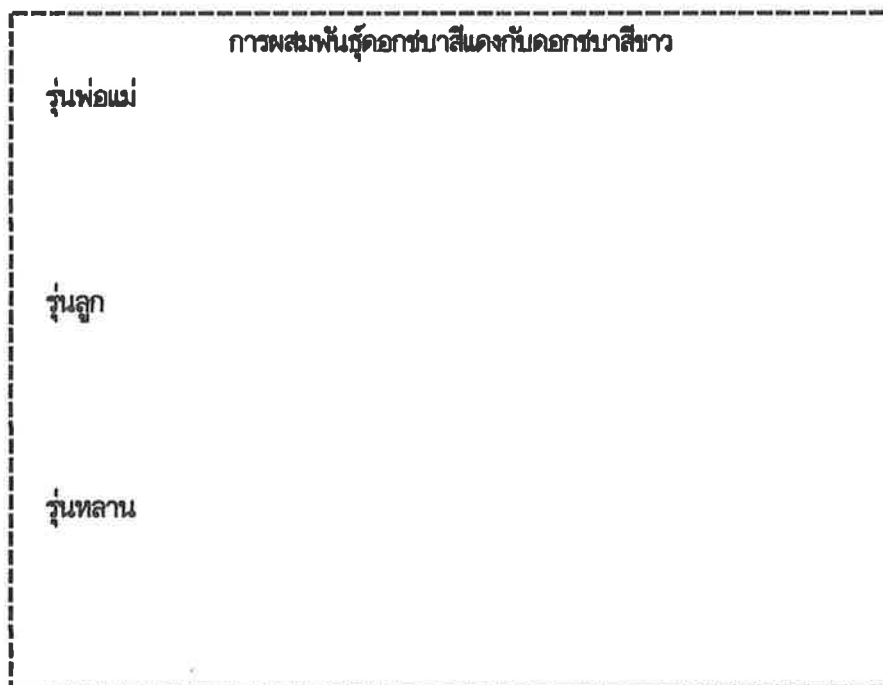 การผสมพันธุ์ดอกชบาสีแดงกับดอกชบาสีขาว
รุ่นพ่อแม่
รุ่นลูก
รุ่นหลาน